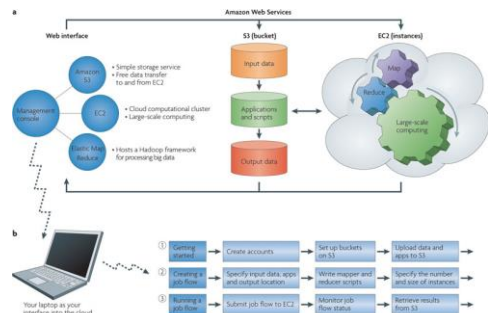 a
Amazon Web Services
Web interface
S3 (bucket)
EC2 (instances)
Management
console
Amazon
S3
• Simple storage service
• Free data transfer
to and from EC2
EC2
• Cloud computational cluster
• Large-scale computing
Elastic Map
Reduce
• Hosts a Hadoop framework
for processing big data
Input data
Applications
and scripts
Output data
Map
Reduce
Large-scale
computing
b
Your laptop as your
interface into the cloud
1
Getting
started
Create accounts
Set up buckets
on S3
Upload data and
apps to S3
2
Creating a
job flow
Specify input data, apps
and output location
Write mapper and
reducer scripts
Specify the number
and size of instances
3
Running a
job flow
Submit job flow to EC2
Monitor job
flow status
Retrieve results
from S3